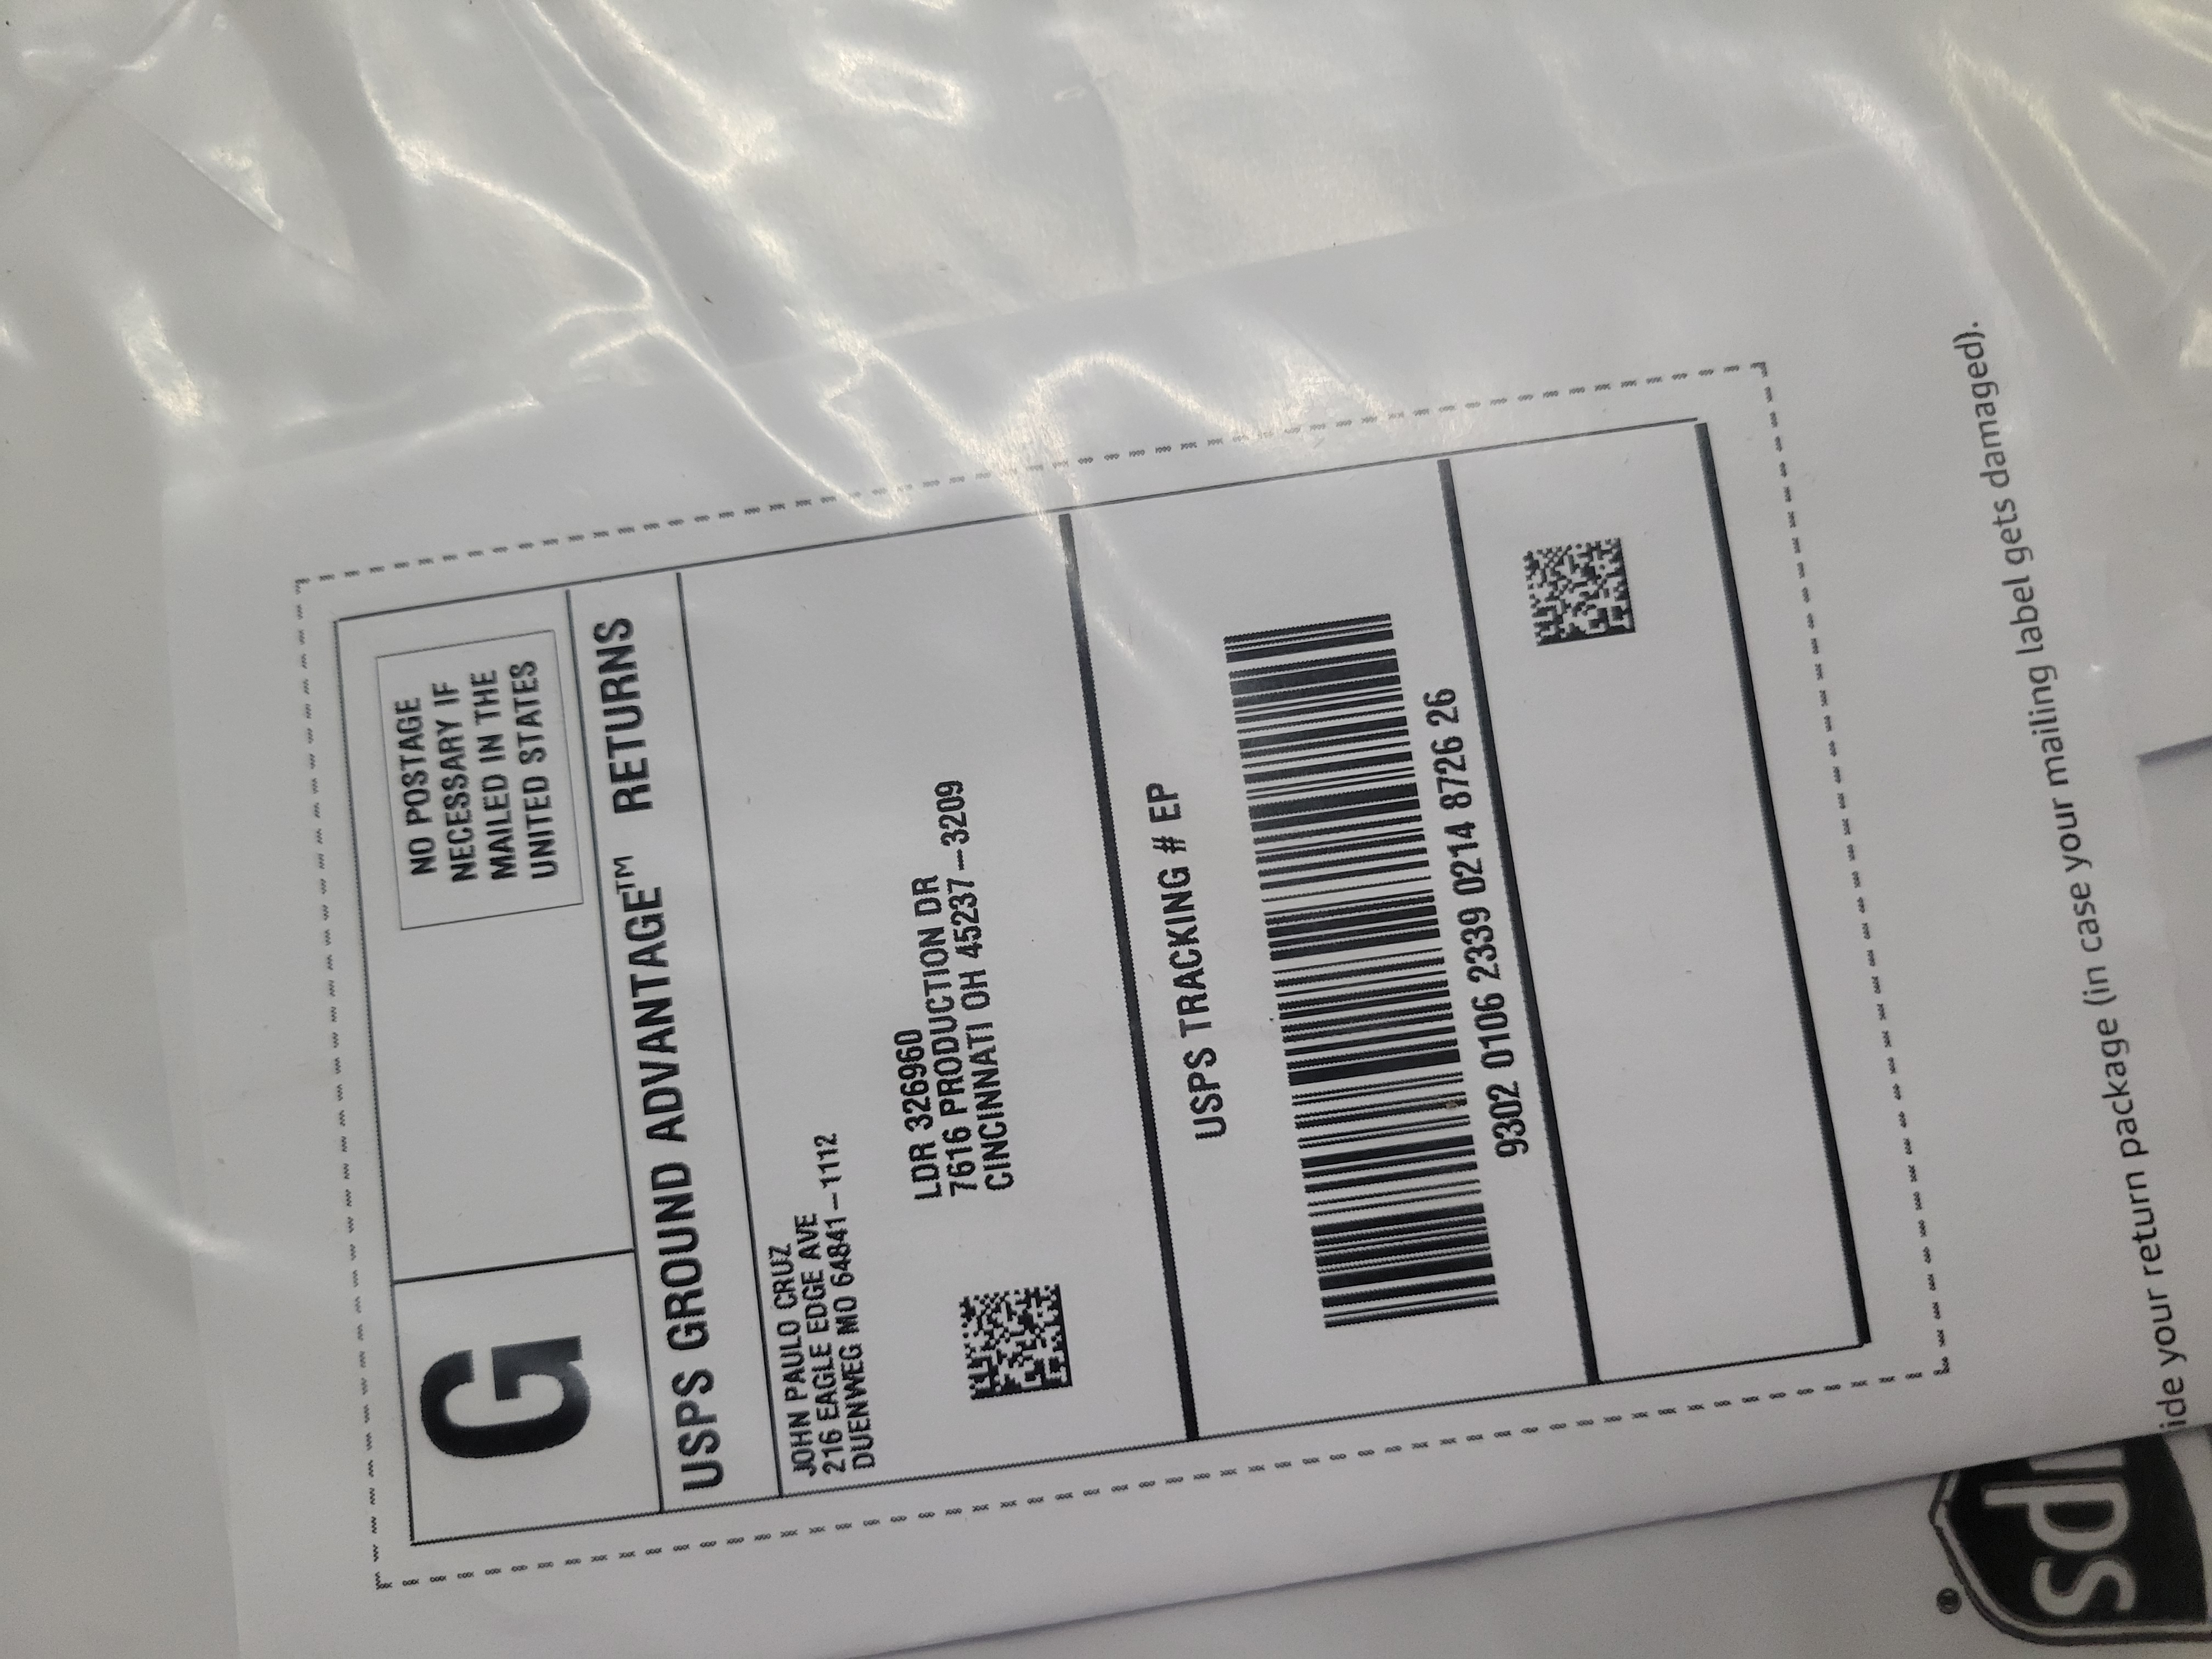 G
NO POSTAGE
NECESSARY IF
MAILED IN THE
UNITED STATES
USPS GROUND ADVANTAGE™ RETURNS
JOHN PAULO CRUZ
216 EAGLE EDGE AVE
DUENWEG MO 64841-1112
LDR 326960
7616 PRODUCTION DR
CINCINNATI OH 45237-3209
USPS TRACKING # EP
9302 0106 2339 0214 8726 26
your return package (in case your mailing label gets damaged).
ups
®